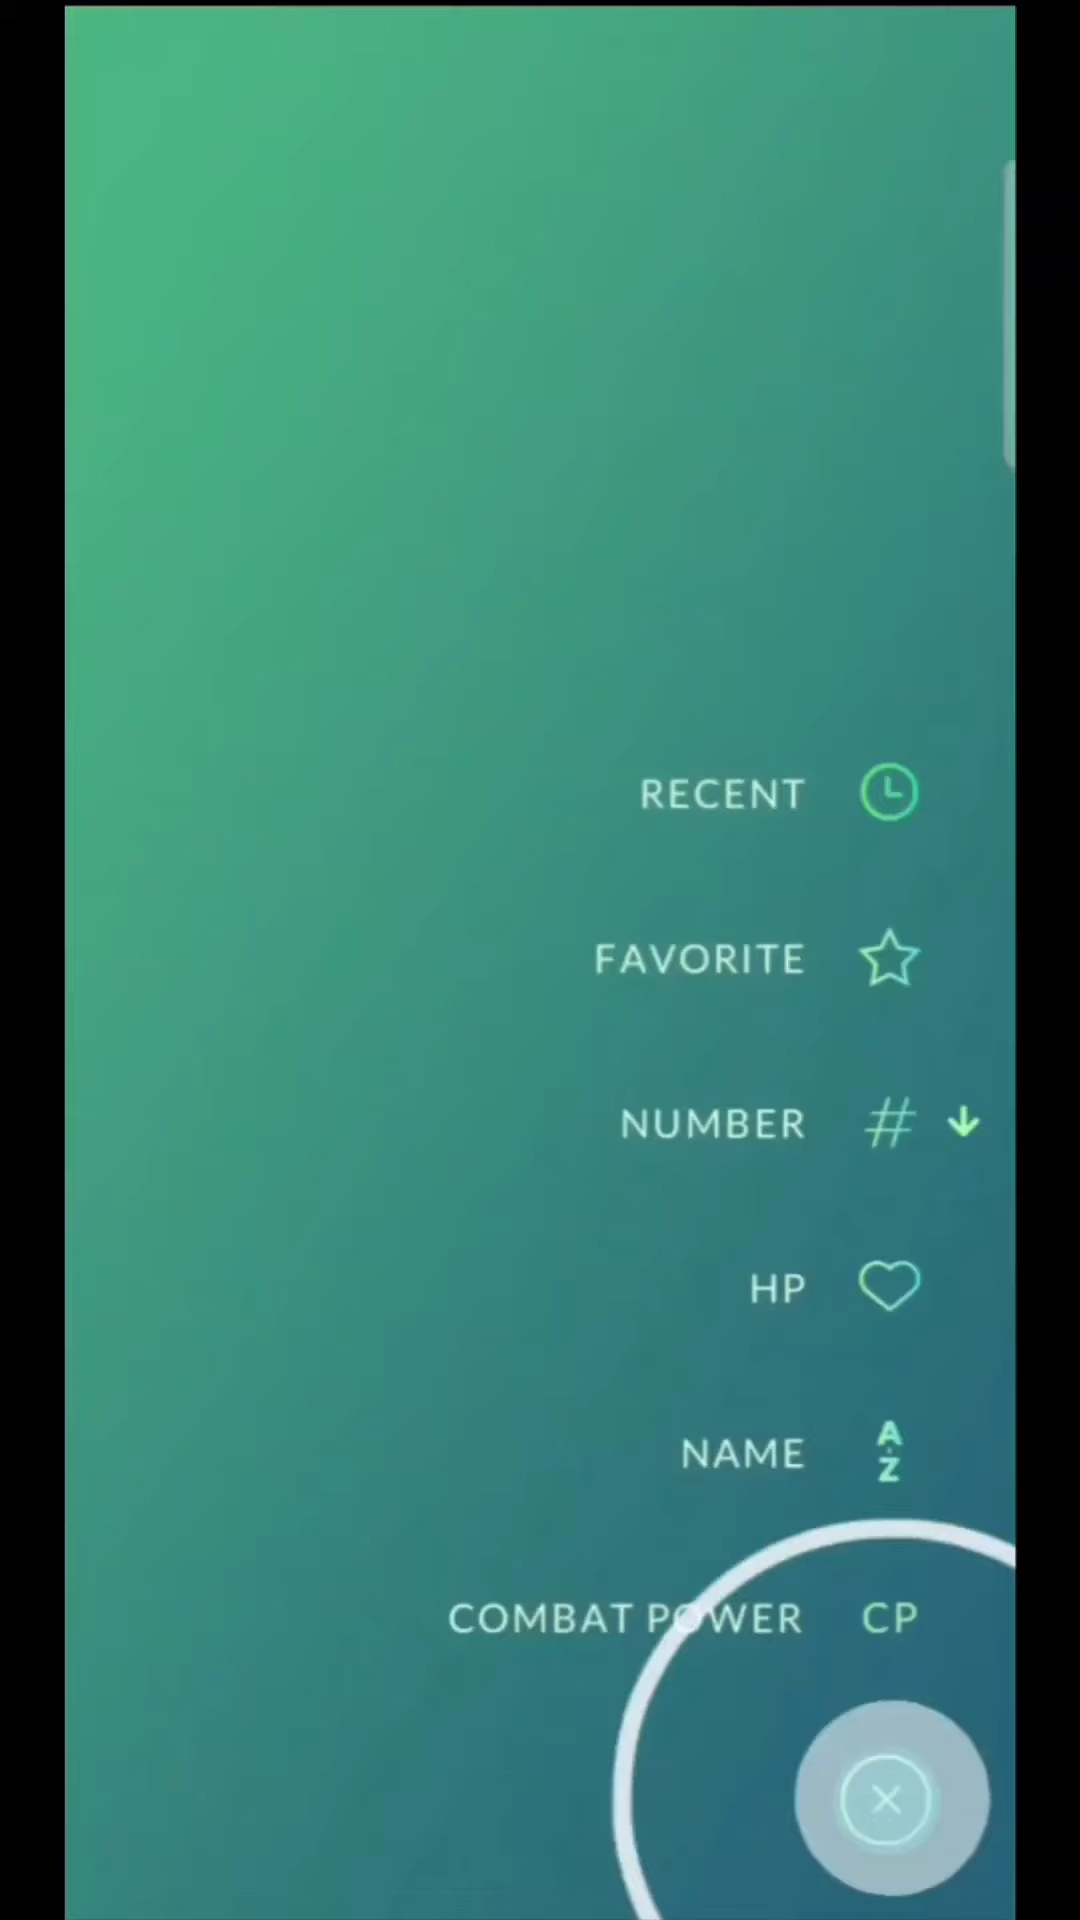 RECENT
FAVORITE
NUMBER #
HP
NAME A-Z
COMBAT POWER CP